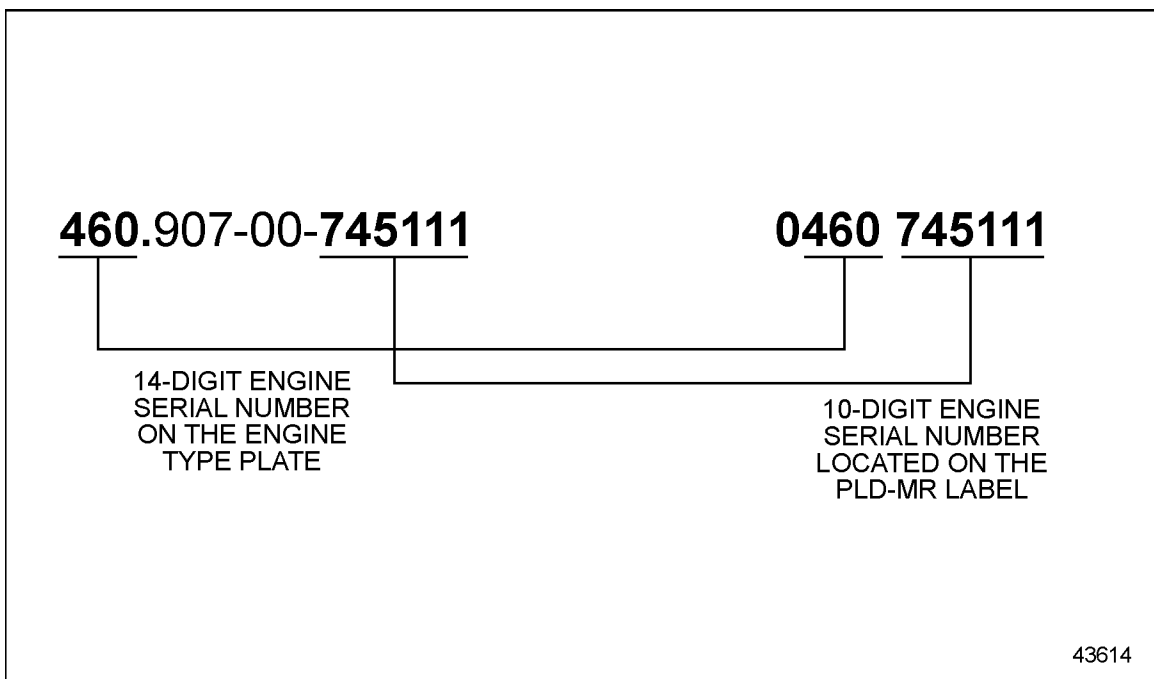 460.907-00-745111
0460 745111
14-DIGIT ENGINE
SERIAL NUMBER
ON THE ENGINE
TYPE PLATE
10-DIGIT ENGINE
SERIAL NUMBER
LOCATED ON THE
PLD-MR LABEL
43614